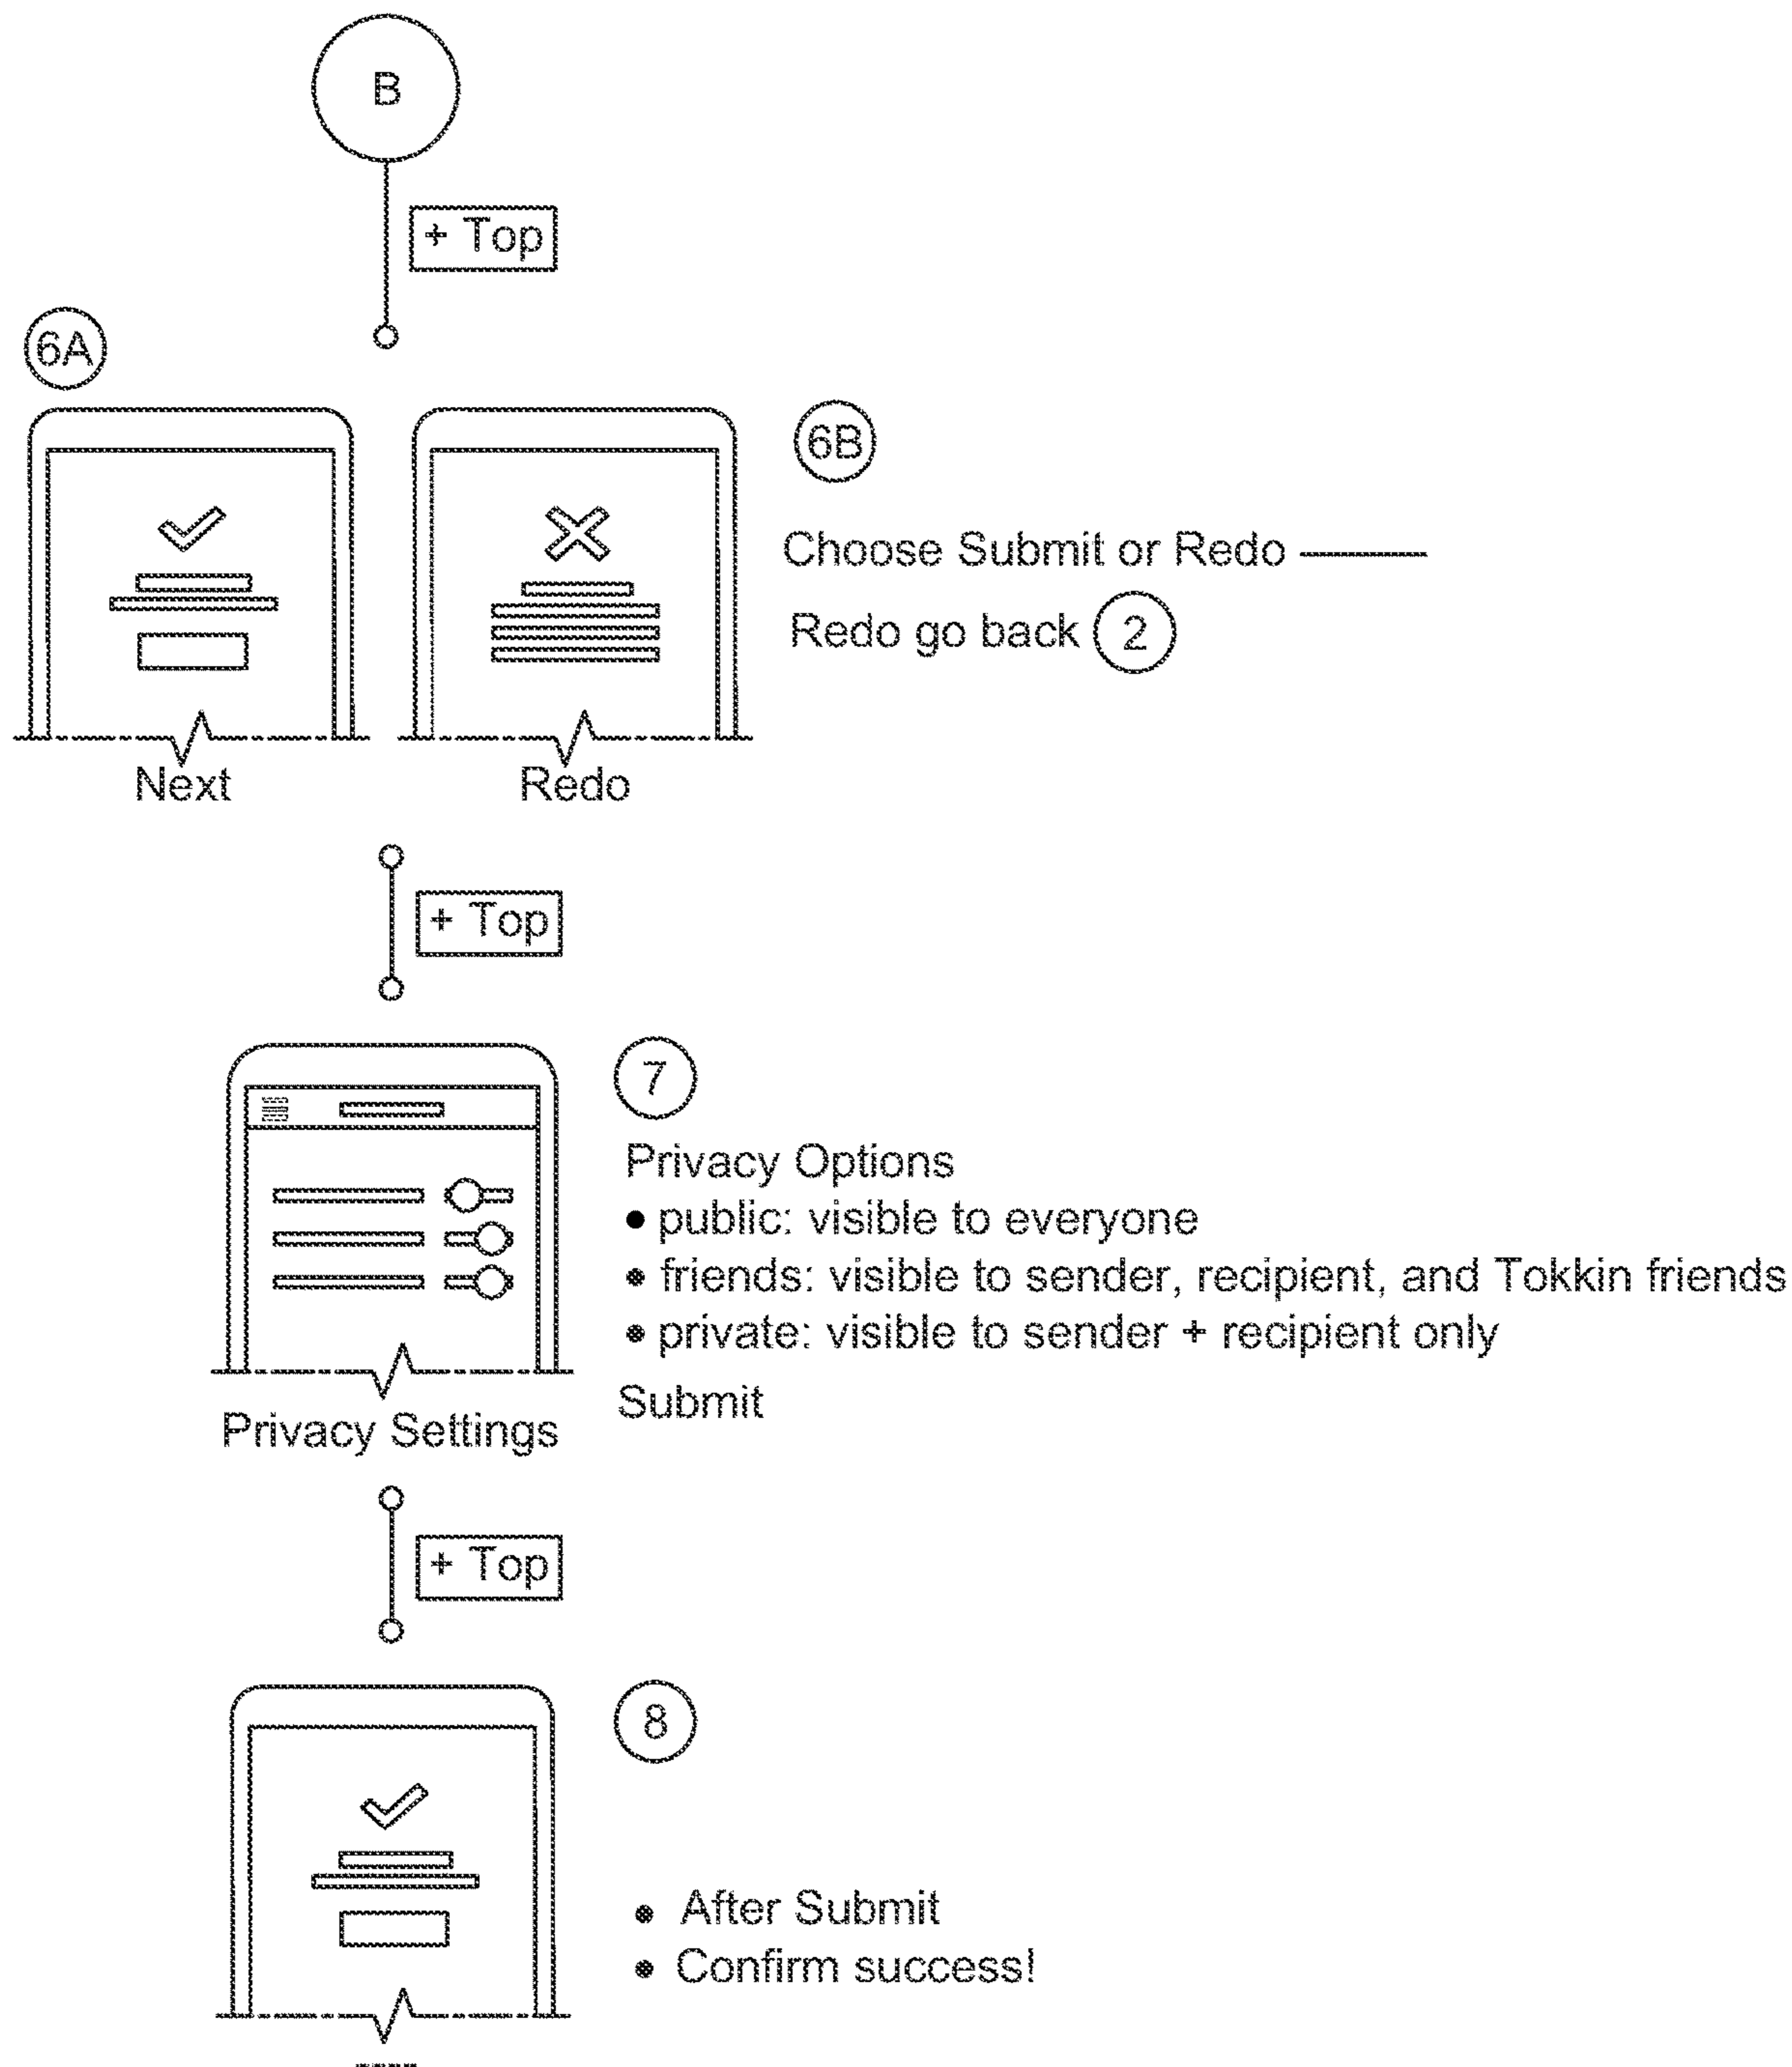 B
+ Top
6A
6B
Choose Submit or Redo
Redo go back 2
Next
Redo
+ Top
7
Privacy Options
• public: visible to everyone
• friends: visible to sender, recipient, and Tokkin friends
• private: visible to sender + recipient only
Submit
Privacy Settings
+ Top
8
• After Submit
• Confirm success!